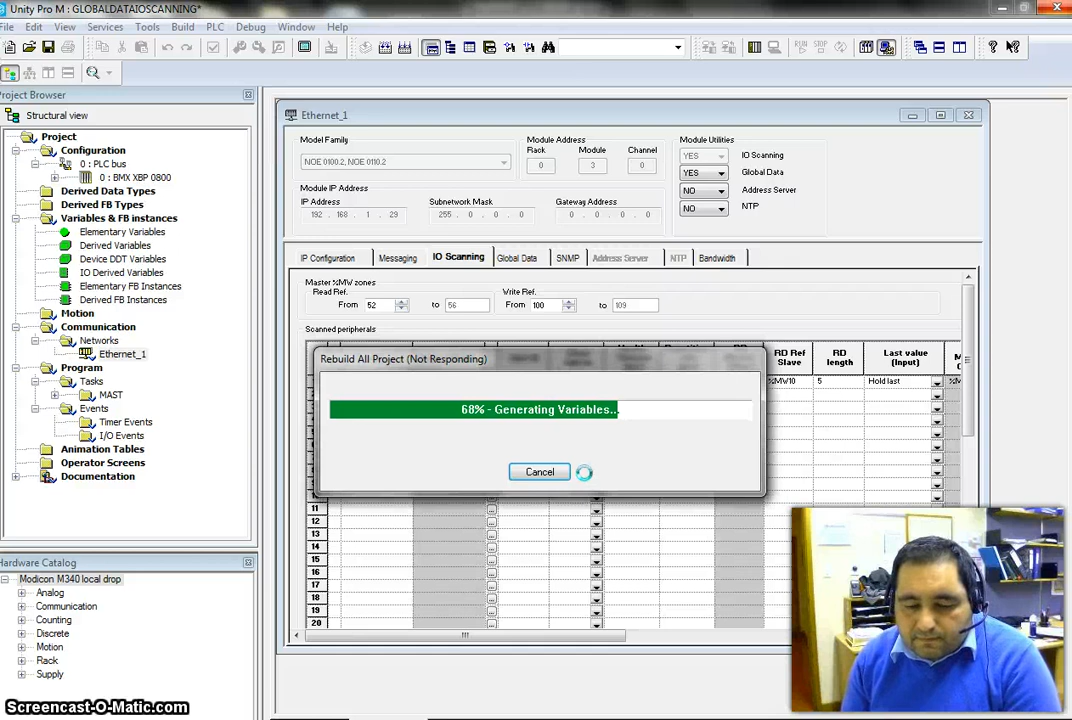 Unity Pro M : GLOBALDATAIOSCANNING*
File Edit View Services Tools Build PLC Debug Window Help
Project Browser
Structural view
Project
Configuration
0 : PLC bus
0 : BMX XBP 0800
Derived Data Types
Derived FB Types
Variables & FB instances
Elementary Variables
Derived Variables
Device DDT Variables
IO Derived Variables
Elementary FB Instances
Derived FB Instances
Motion
Communication
Networks
Ethernet_1
Program
Tasks
MAST
Events
Timer Events
I/O Events
Animation Tables
Operator Screens
Documentation
Hardware Catalog
Modicon M340 local drop
Analog
Communication
Counting
Discrete
Motion
Rack
Supply
Ethernet_1
Model Family
NOE 0100.2, NOE 0110.2
Module Address
Rack Module Channel
0 3 0
Module Utilities
YES IO Scanning
YES Global Data
NO Address Server
NO NTP
Module IP Address
IP Address Subnetwork Mask Gateway Address
192 . 168 . 1 . 29 255 . 0 . 0 . 0 0 . 0 . 0 . 0
IP Configuration Messaging IO Scanning Global Data SNMP Address Server NTP Bandwidth
Master %MW zones
Read Ref. Write Ref.
From 52 to 56 From 100 to 109
Scanned peripherals
RD Ref Slave RD length Last value (Input)
%MW10 5 Hold last
Rebuild All Project (Not Responding)
68% - Generating Variables...
Cancel
11
12
13
14
15
16
17
18
19
20
Screencast-O-Matic.com